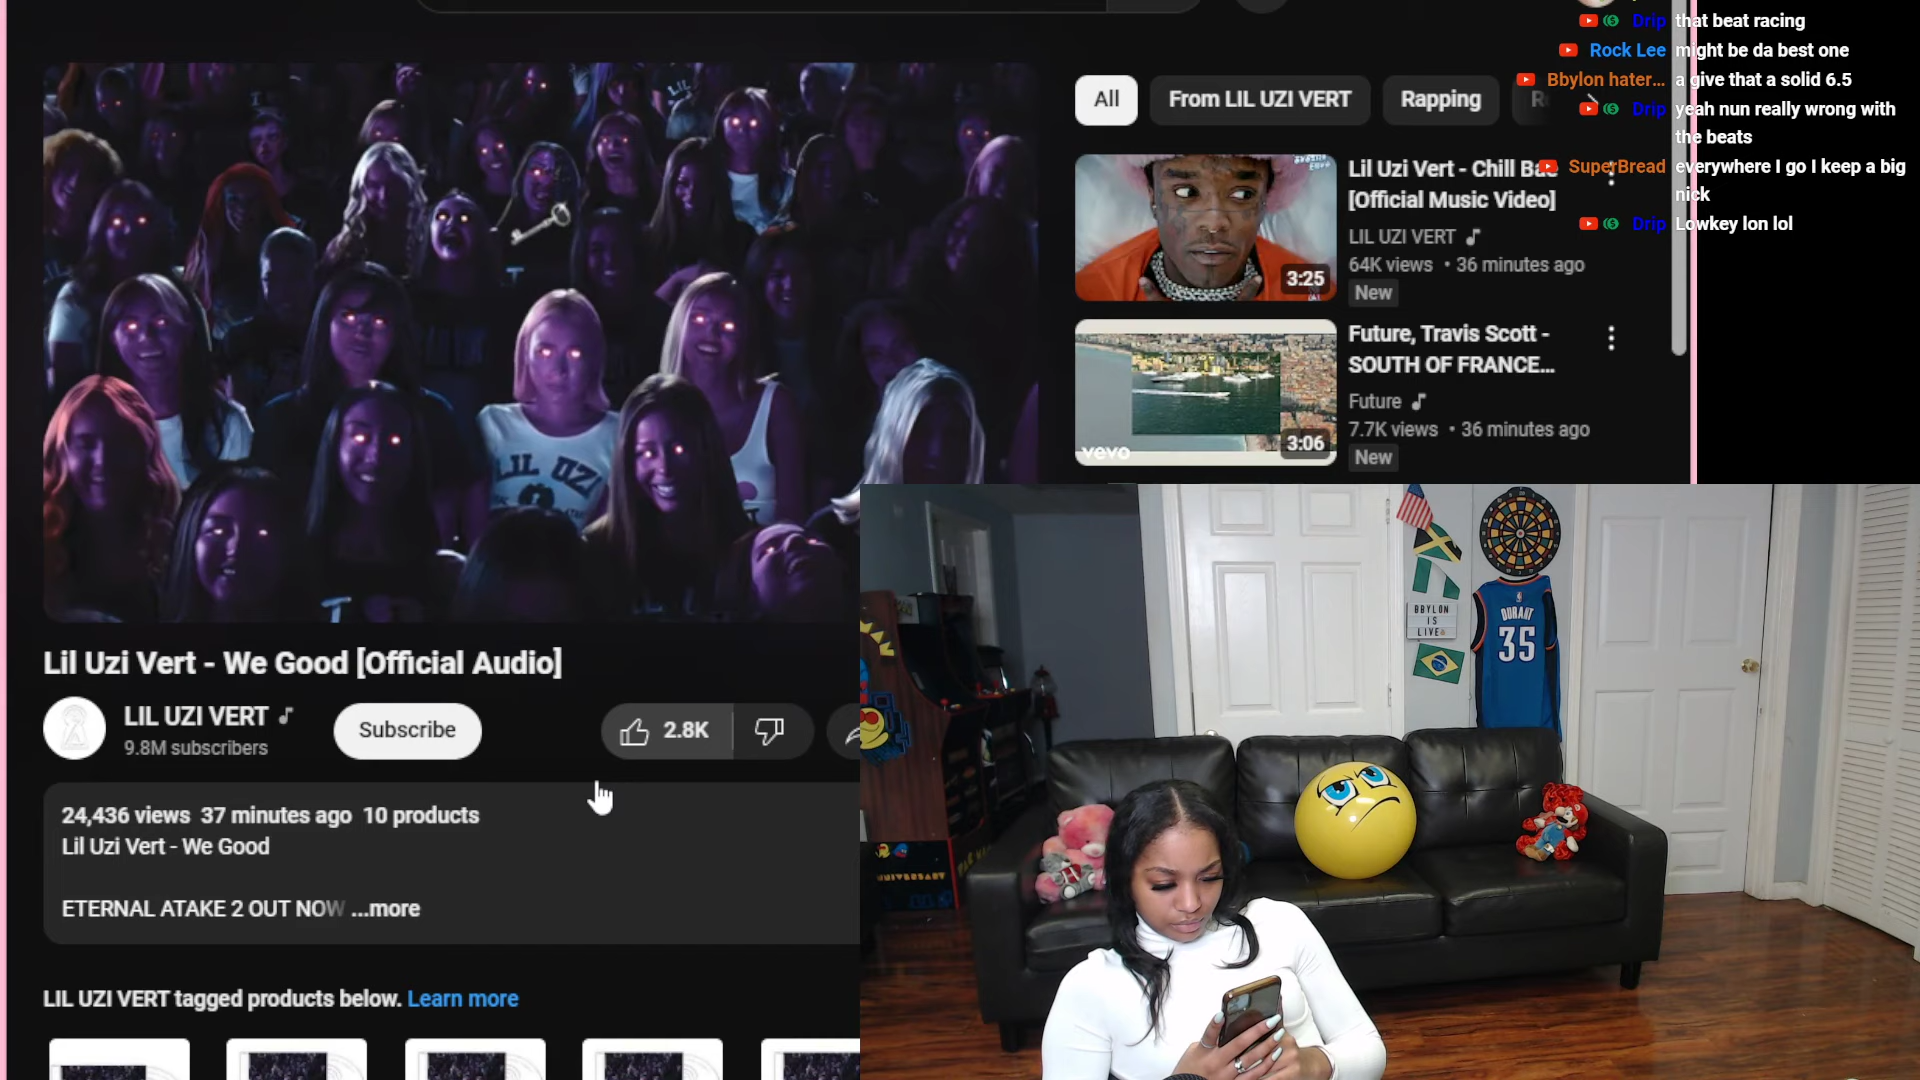 Drip that beat racing
Rock Lee might be da best one
Bbylon hater... a give that a solid 6.5
Drip yeah nun really wrong with
the beats
SuperBread everywhere I go I keep a big
nick
Drip Lowkey lon lol
All
From LIL UZI VERT
Rapping
Lil Uzi Vert - Chill Ba
[Official Music Video]
LIL UZI VERT
64K views • 36 minutes ago
New
3:25
Future, Travis Scott -
SOUTH OF FRANCE...
Future
7.7K views • 36 minutes ago
New
vevo
3:06
LIL UZI
Lil Uzi Vert - We Good [Official Audio]
LIL UZI VERT
9.8M subscribers
Subscribe
2.8K
24,436 views 37 minutes ago 10 products
Lil Uzi Vert - We Good
ETERNAL ATAKE 2 OUT NOW ...more
LIL UZI VERT tagged products below. Learn more
BBYLON
IS
LIVE
DURANT
35